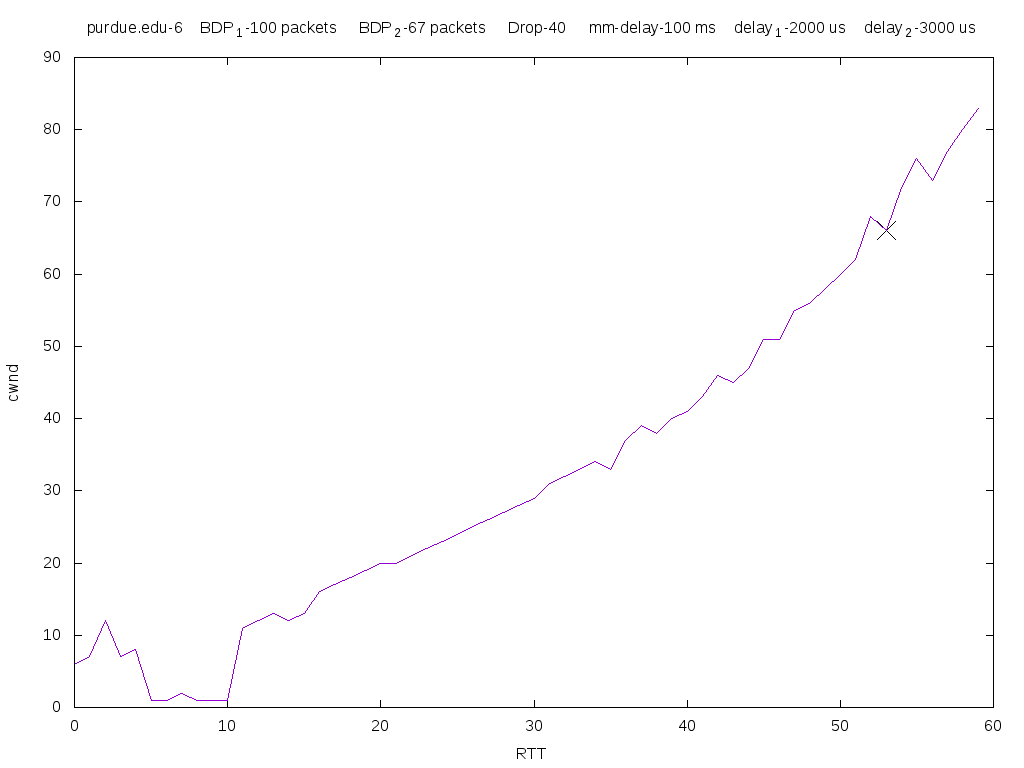 purdue.edu-6 BDP1-100 packets BDP2-67 packets Drop-40 mm-delay-100 ms delay1-2000 us delay2-3000 us
90
80
70
60
50
40
30
20
10
0
cwnd
0 10 20 30 40 50 60
RTT